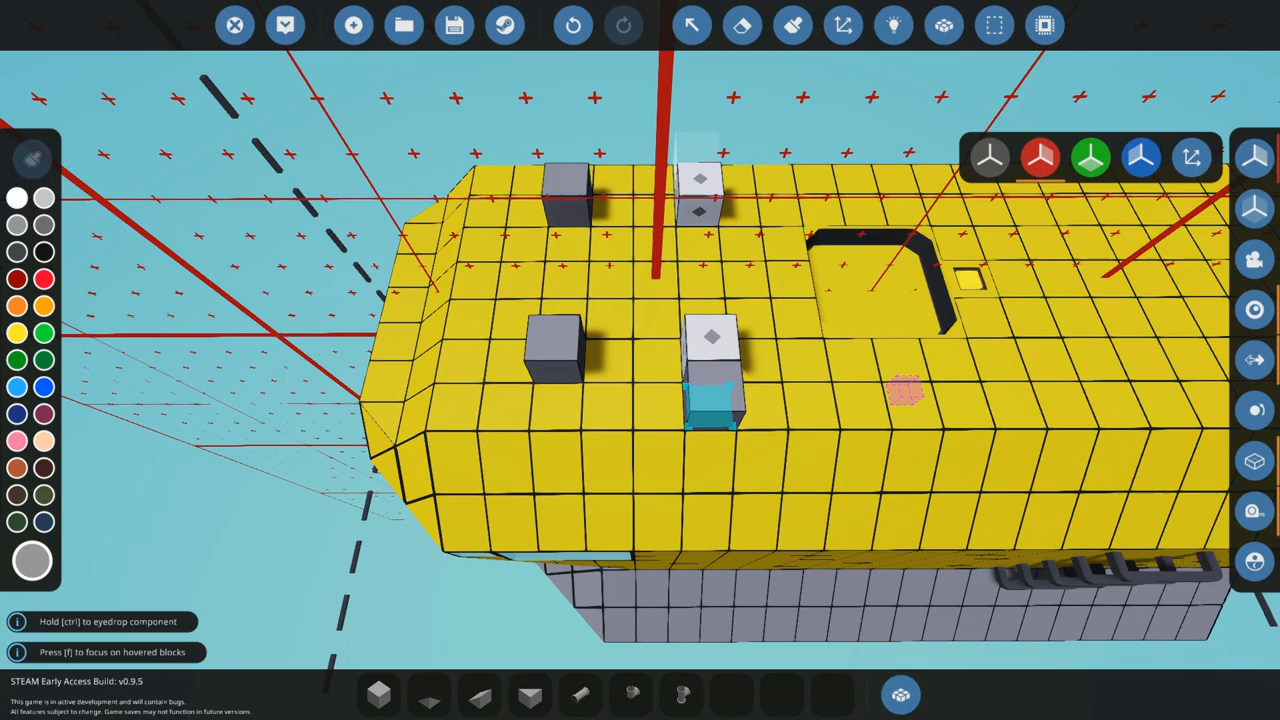 Hold [ctrl] to eyedrop component
Press [f] to focus on hovered blocks
STEAM Early Access Build: v0.9.5
This game is in active development and will contain bugs.
All features subject to change. Game saves may not function in future versions.